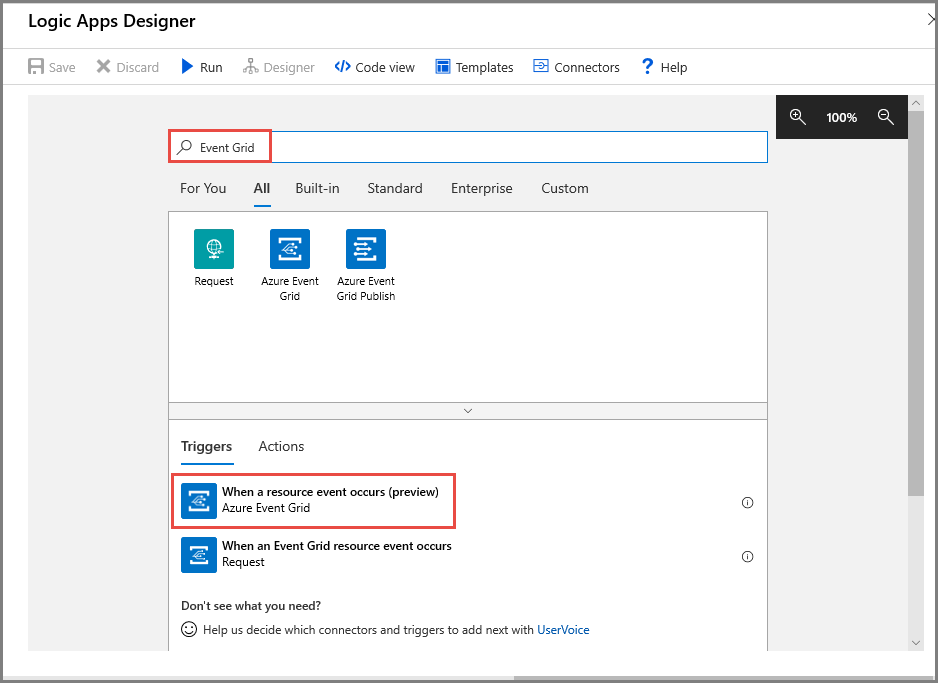 Logic Apps Designer
Save Discard Run Designer Code view Templates Connectors Help
100%
Event Grid
For You All Built-in Standard Enterprise Custom
Request Azure Event Azure Event
Grid Grid Publish
Triggers Actions
When a resource event occurs (preview)
Azure Event Grid
When an Event Grid resource event occurs
Request
Don't see what you need?
Help us decide which connectors and triggers to add next with UserVoice